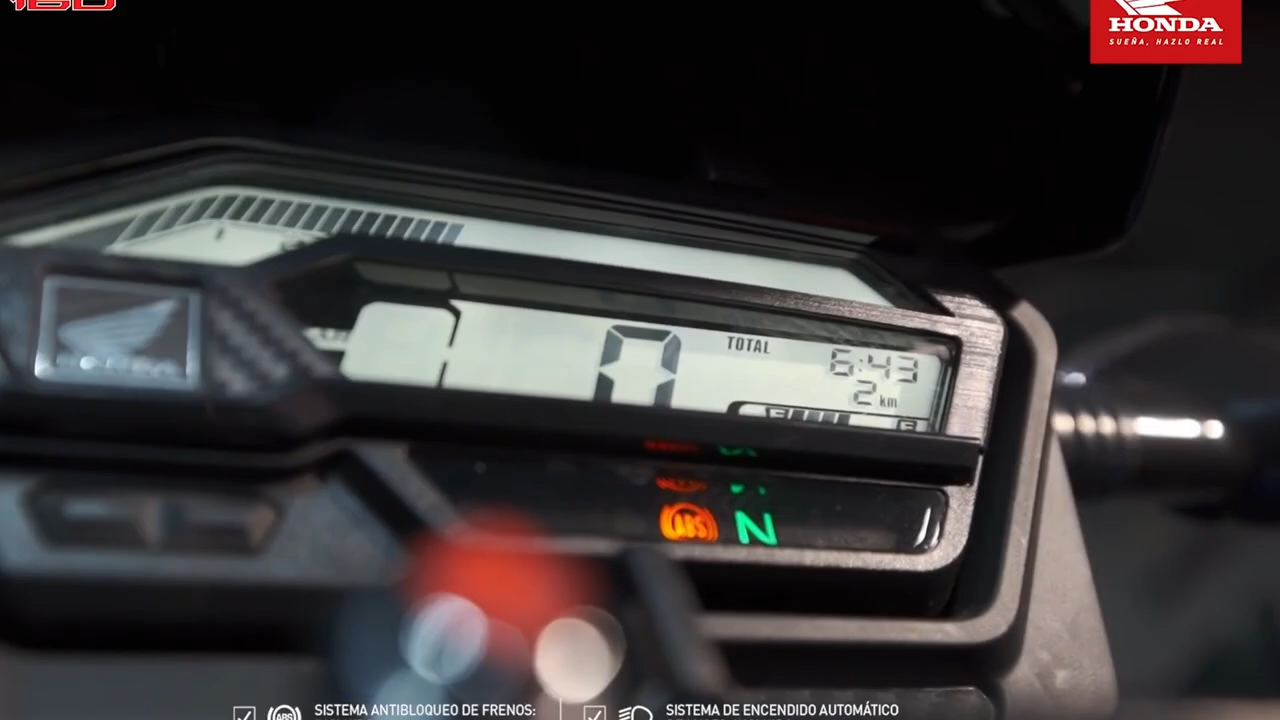 HONDA
SUEÑA, HAZLO REAL
TOTAL
6:43
0
2 km
E F
ABS N
ABS
SISTEMA ANTIBLOQUEO DE FRENOS:
SISTEMA DE ENCENDIDO AUTOMÁTICO